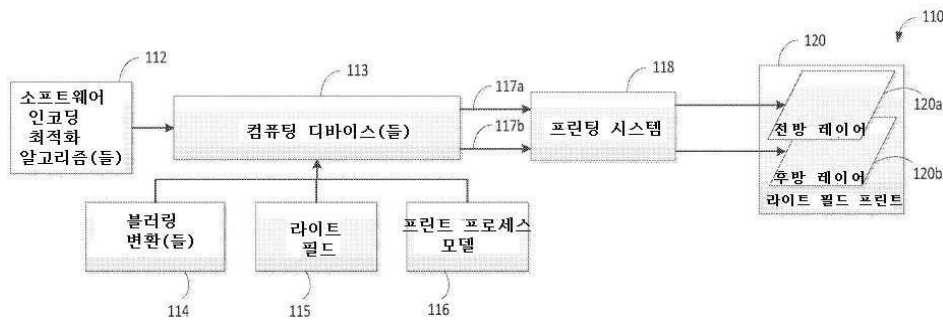 110
112
소프트웨어
인코딩
최적화
알고리즘(들)
113
컴퓨팅 디바이스(들)
117a
117b
118
프린팅 시스템
120
120a
전방 레이어
120b
후방 레이어
라이트 필드 프린트
블러링
변환(들)
114
라이트
필드
115
프린트 프로세스
모델
116